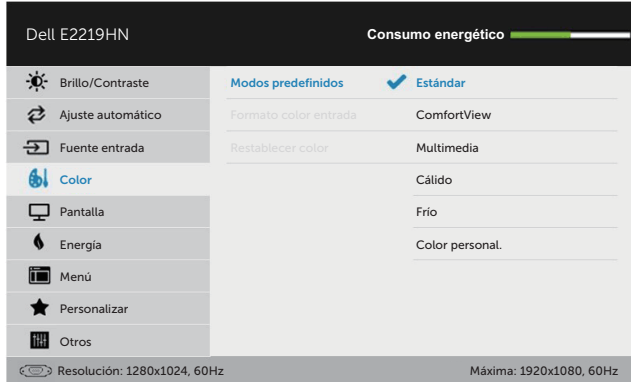 Dell E2219HN
Consumo energético
Brillo/Contraste
Ajuste automático
Fuente entrada
Color
Pantalla
Energía
Menú
Personalizar
Otros
Modos predefinidos
Formato color entrada
Restablecer color
Estándar
ComfortView
Multimedia
Cálido
Frío
Color personal.
Resolución: 1280x1024, 60Hz
Máxima: 1920x1080, 60Hz